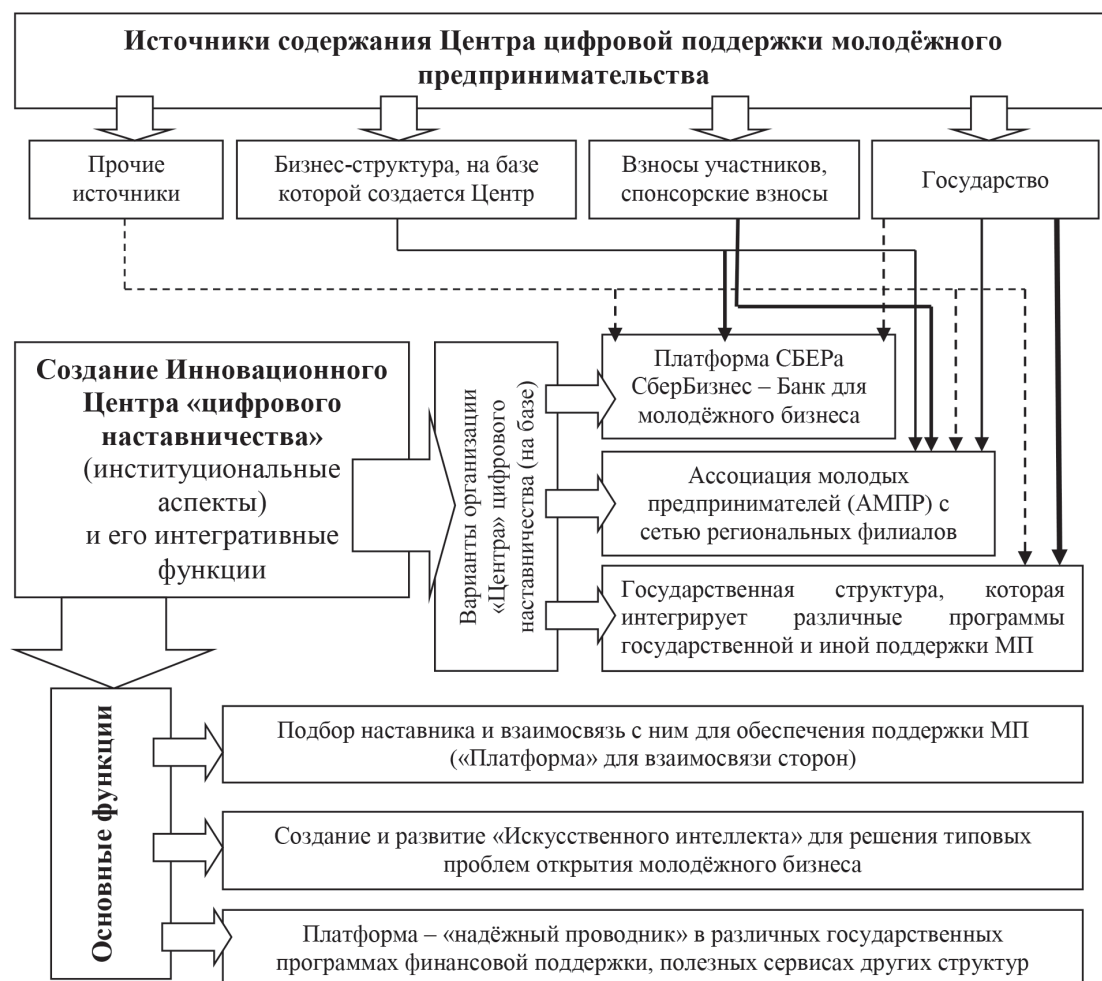 Источники содержания Центра цифровой поддержки молодёжного
предпринимательства
Прочие
источники
Бизнес-структура, на базе
которой создается Центр
Взносы участников,
спонсорские взносы
Государство
Создание Инновационного
Центра «цифрового
наставничества»
(институциональные
аспекты)
и его интегративные
функции
Варианты организации
«Центра» цифрового
наставничества (на базе)
Платформа СБЕРа
СберБизнес – Банк для
молодёжного бизнеса
Ассоциация молодых
предпринимателей (АМПР) с
сетью региональных филиалов
Государственная структура, которая
интегрирует различные программы
государственной и иной поддержки МП
Основные функции
Подбор наставника и взаимосвязь с ним для обеспечения поддержки МП
(«Платформа» для взаимосвязи сторон)
Создание и развитие «Искусственного интеллекта» для решения типовых
проблем открытия молодёжного бизнеса
Платформа – «надёжный проводник» в различных государственных
программах финансовой поддержки, полезных сервисах других структур